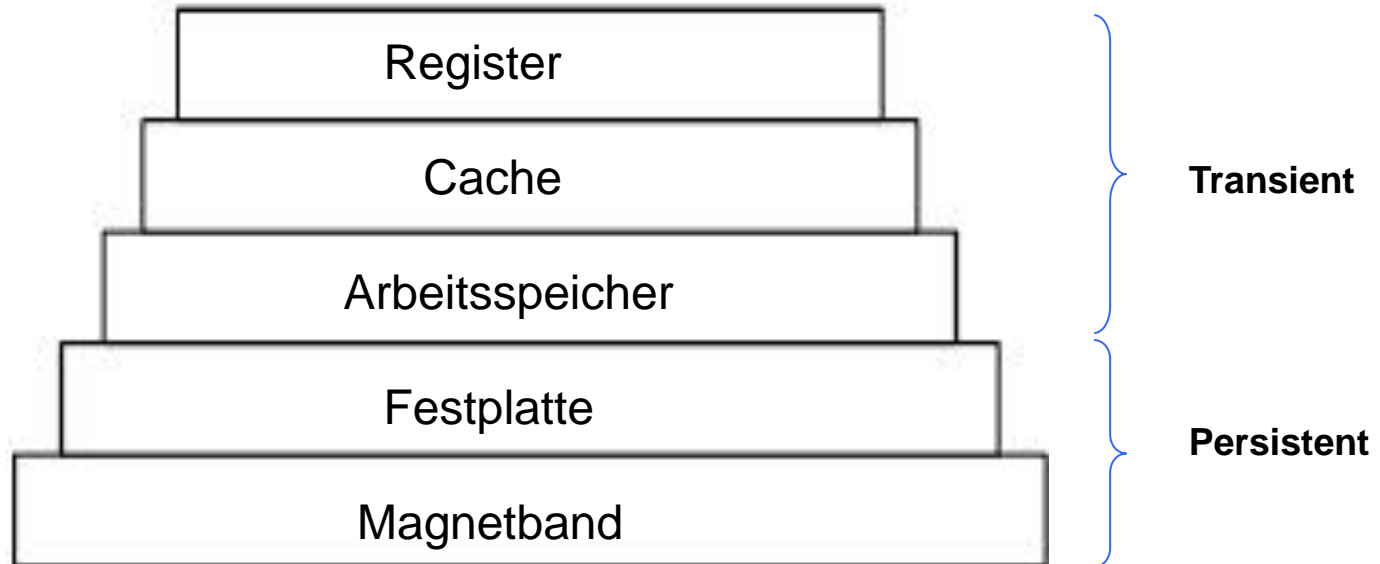 Register
Cache
Transient
Arbeitsspeicher
Festplatte
Persistent
Magnetband